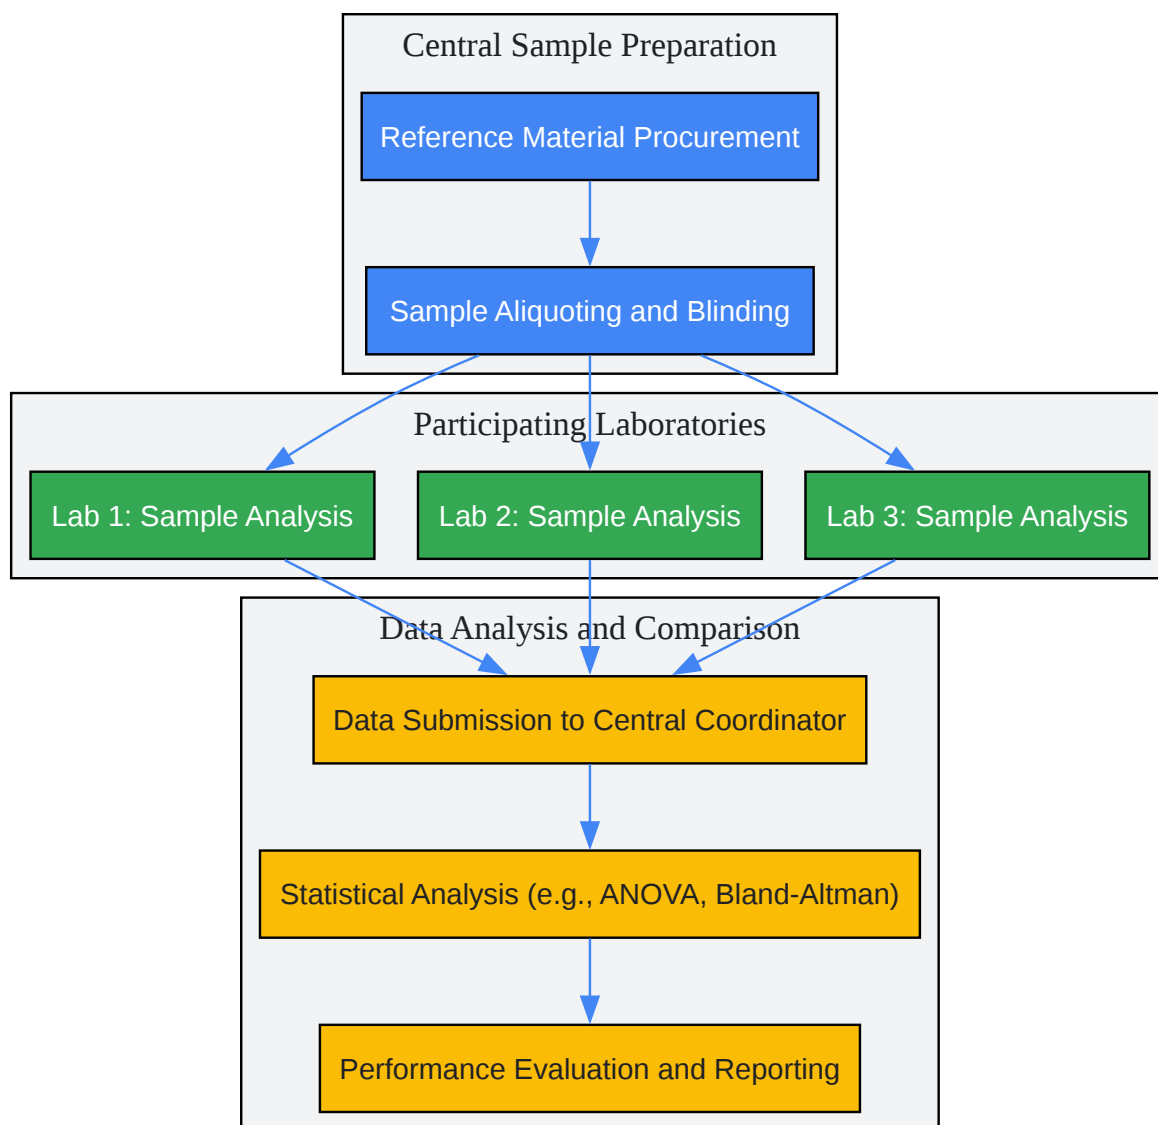 Central Sample Preparation
Reference Material Procurement
Sample Aliquoting and Blinding
Participating Laboratories
Lab 1: Sample Analysis
Lab 2: Sample Analysis
Lab 3: Sample Analysis
Data Analysis and Comparison
Data Submission to Central Coordinator
Statistical Analysis (e.g., ANOVA, Bland-Altman)
Performance Evaluation and Reporting